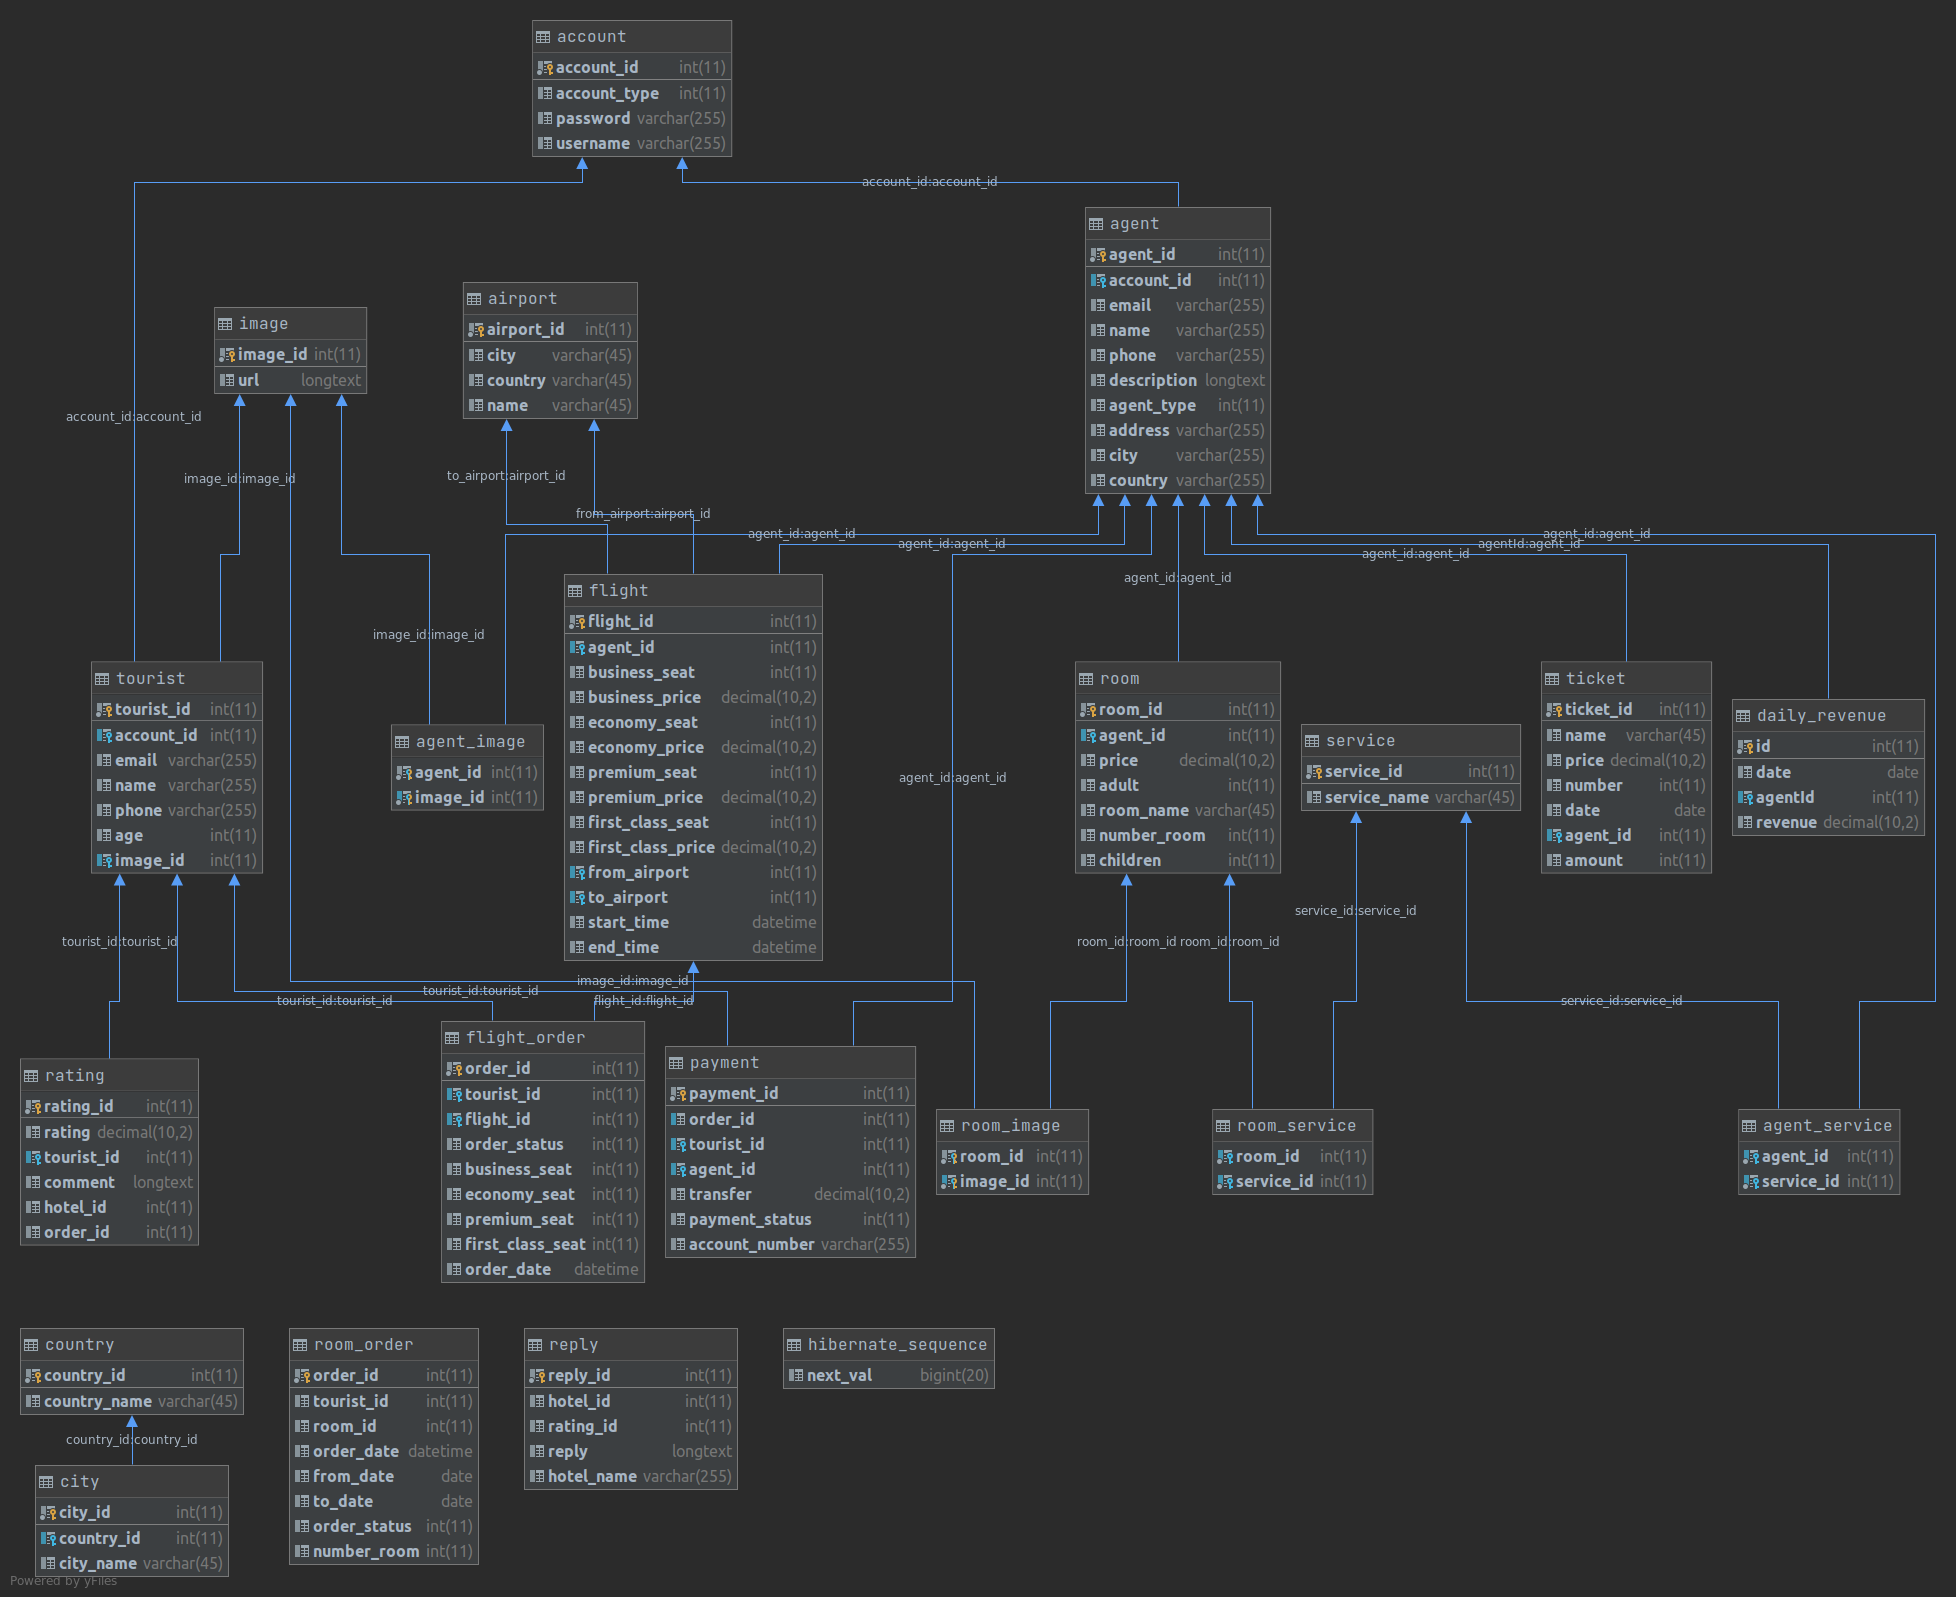 account
account_id int(11)
account_type int(11)
password varchar(255)
username varchar(255)
account_id:account_id
agent
agent_id int(11)
account_id int(11)
email varchar(255)
name varchar(255)
phone varchar(255)
description longtext
agent_type int(11)
address varchar(255)
city varchar(255)
country varchar(255)
airport
airport_id int(11)
city varchar(45)
country varchar(45)
name varchar(45)
image
image_id int(11)
url longtext
account_id:account_id
image_id:image_id
to_airport:airport_id
from_airport:airport_id
agent_id:agent_id
agent_id:agent_id
agent_id:agent_id
agentId:agent_id
agent_id:agent_id
agent_id:agent_id
image_id:image_id
flight
flight_id int(11)
agent_id int(11)
business_seat int(11)
business_price decimal(10,2)
economy_seat int(11)
economy_price decimal(10,2)
premium_seat int(11)
premium_price decimal(10,2)
first_class_seat int(11)
first_class_price decimal(10,2)
from_airport int(11)
to_airport int(11)
start_time datetime
end_time datetime
tourist
tourist_id int(11)
account_id int(11)
email varchar(255)
name varchar(255)
phone varchar(255)
age int(11)
image_id int(11)
agent_image
agent_id int(11)
image_id int(11)
agent_id:agent_id
room
room_id int(11)
agent_id int(11)
price decimal(10,2)
adult int(11)
room_name varchar(45)
number_room int(11)
children int(11)
service
service_id int(11)
service_name varchar(45)
ticket
ticket_id int(11)
name varchar(45)
price decimal(10,2)
number int(11)
date date
agent_id int(11)
amount int(11)
daily_revenue
id int(11)
date date
agentId int(11)
revenue decimal(10,2)
tourist_id:tourist_id
room_id:room_id
room_id:room_id
service_id:service_id
image_id:image_id
tourist_id:tourist_id
tourist_id:tourist_id
flight_id:flight_id
service_id:service_id
rating
rating_id int(11)
rating decimal(10,2)
tourist_id int(11)
comment longtext
hotel_id int(11)
order_id int(11)
flight_order
order_id int(11)
tourist_id int(11)
flight_id int(11)
order_status int(11)
business_seat int(11)
economy_seat int(11)
premium_seat int(11)
first_class_seat int(11)
order_date datetime
payment
payment_id int(11)
order_id int(11)
tourist_id int(11)
agent_id int(11)
transfer decimal(10,2)
payment_status int(11)
account_number varchar(255)
room_image
room_id int(11)
image_id int(11)
room_service
room_id int(11)
service_id int(11)
agent_service
agent_id int(11)
service_id int(11)
country
country_id int(11)
country_name varchar(45)
country_id:country_id
city
city_id int(11)
country_id int(11)
city_name varchar(45)
room_order
order_id int(11)
tourist_id int(11)
room_id int(11)
order_date datetime
from_date date
to_date date
order_status int(11)
number_room int(11)
reply
reply_id int(11)
hotel_id int(11)
rating_id int(11)
reply longtext
hotel_name varchar(255)
hibernate_sequence
next_val bigint(20)
Powered by yFiles